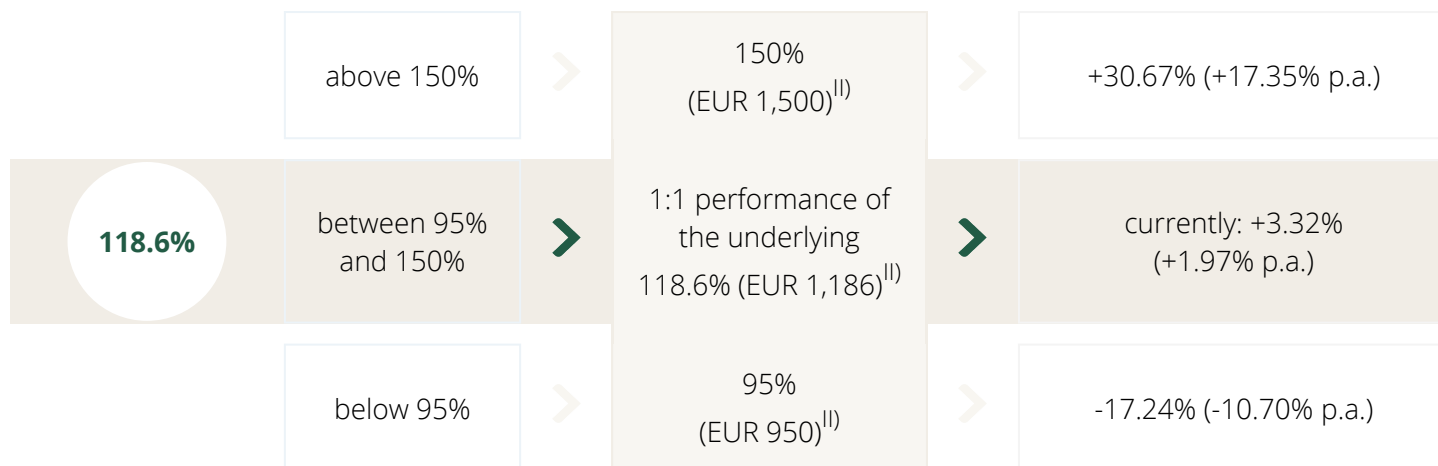 above 150%
150%
(EUR 1,500)II)
+30.67% (+17.35% p.a.)
118.6%
between 95%
and 150%
1:1 performance of
the underlying
118.6% (EUR 1,186)II)
currently: +3.32%
(+1.97% p.a.)
below 95%
95%
(EUR 950)II)
-17.24% (-10.70% p.a.)